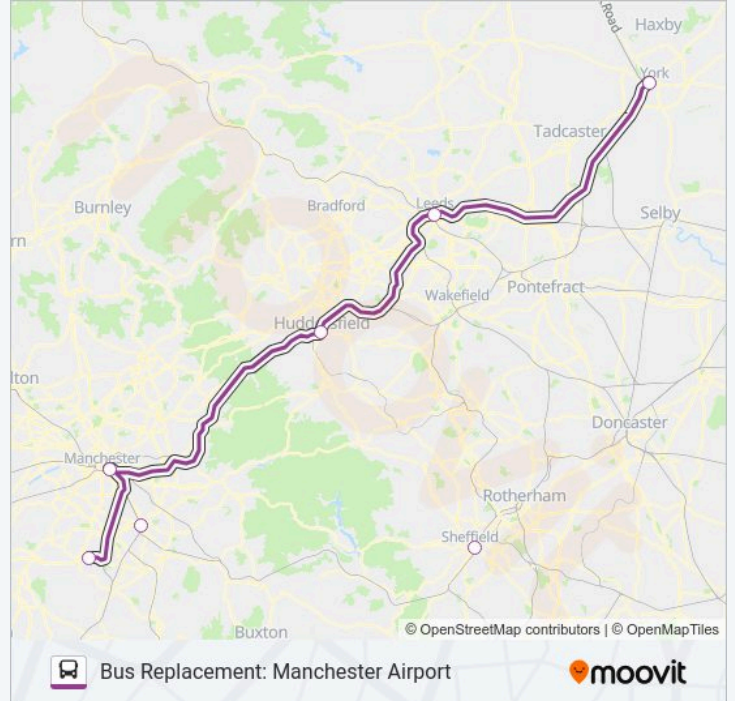 Road
Haxby
York
Tadcaster
Burnley
Bradford
Leeds
Selby
rn
Wakefield
Pontefract
Huddersfield
lton
Doncaster
Manchester
Rotherham
Sheffield
© OpenStreetMap contributors | © OpenMapTiles
Buxton
Bus Replacement: Manchester Airport
moovit